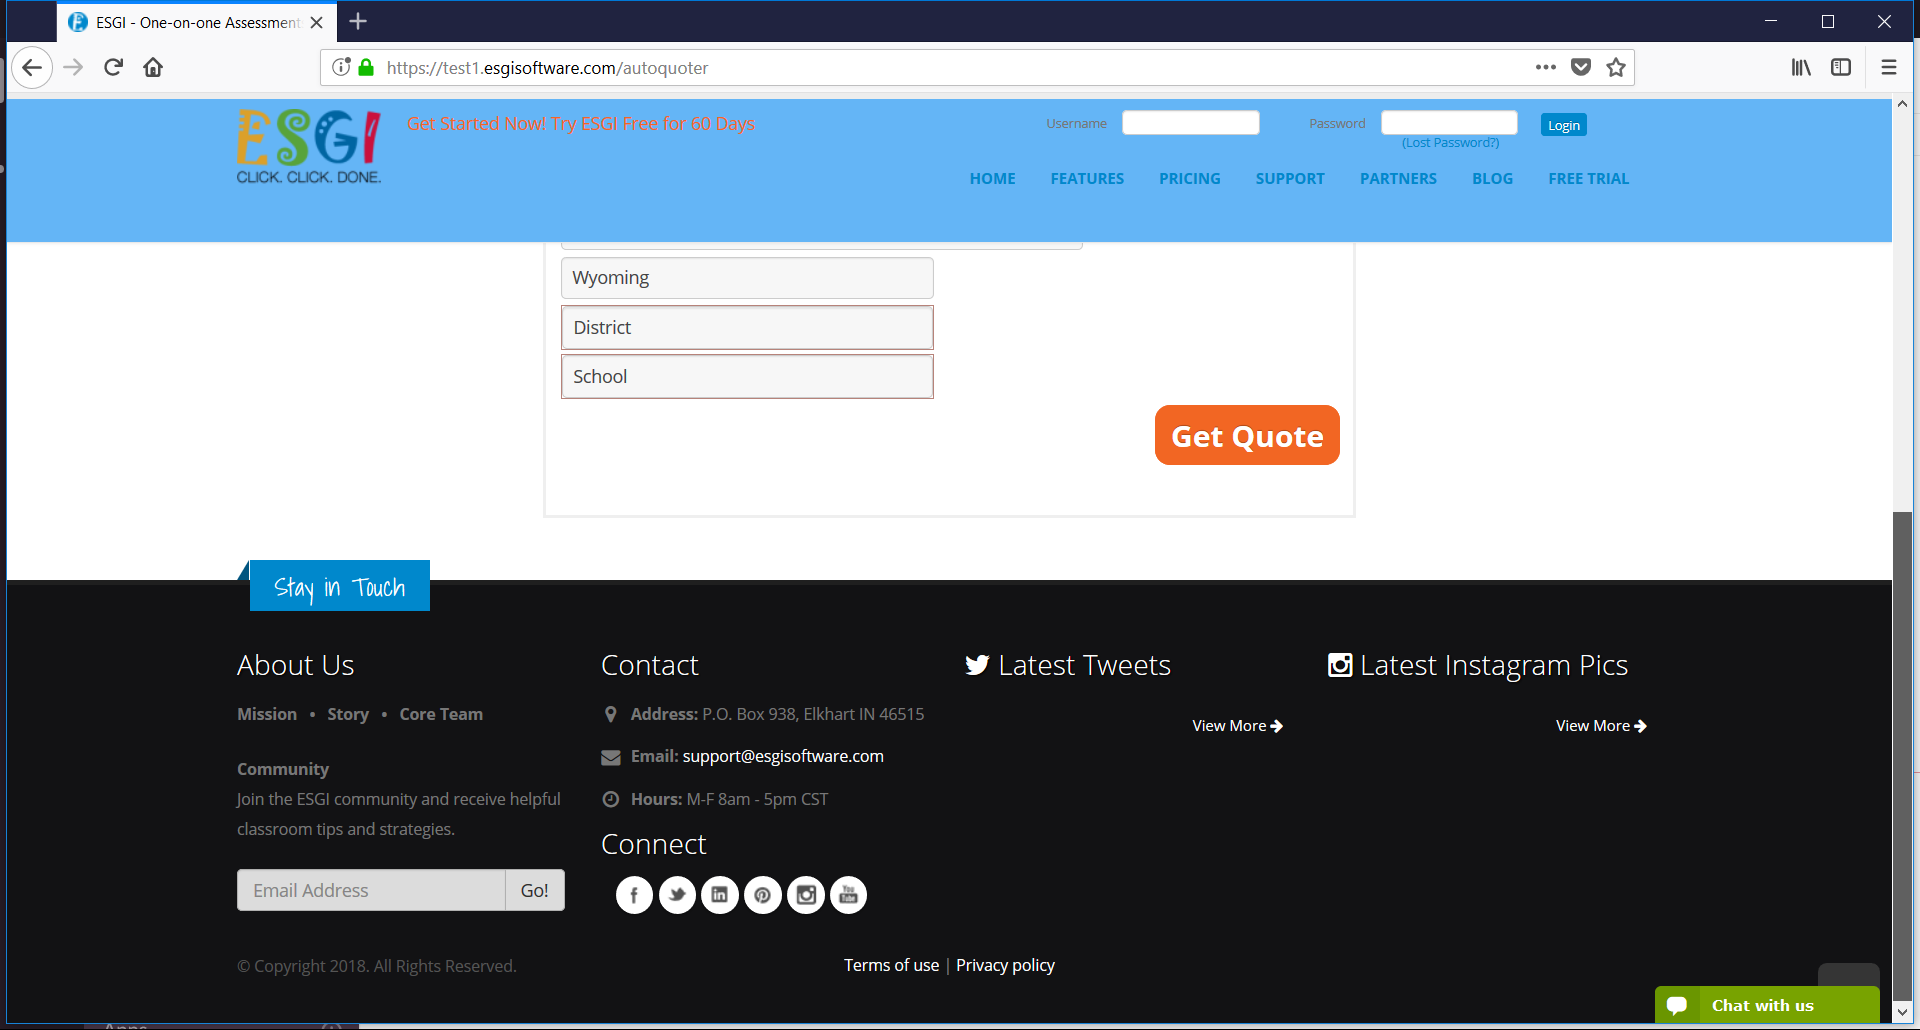 ESGI - One-on-one Assessment
https://test1.esgisoftware.com/autoquoter
ESGI
CLICK. CLICK. DONE.
Get Started Now! Try ESGI Free for 60 Days
Username
Password
Login
(Lost Password?)
HOME FEATURES PRICING SUPPORT PARTNERS BLOG FREE TRIAL
Wyoming
District
School
Get Quote
Stay in Touch
About Us
Mission • Story • Core Team
Community
Join the ESGI community and receive helpful
classroom tips and strategies.
Email Address Go!
Contact
Address: P.O. Box 938, Elkhart IN 46515
Email: support@esgisoftware.com
Hours: M-F 8am - 5pm CST
Connect
You
Tube
Latest Tweets
View More
Latest Instagram Pics
View More
© Copyright 2018. All Rights Reserved.
Terms of use | Privacy policy
Chat with us